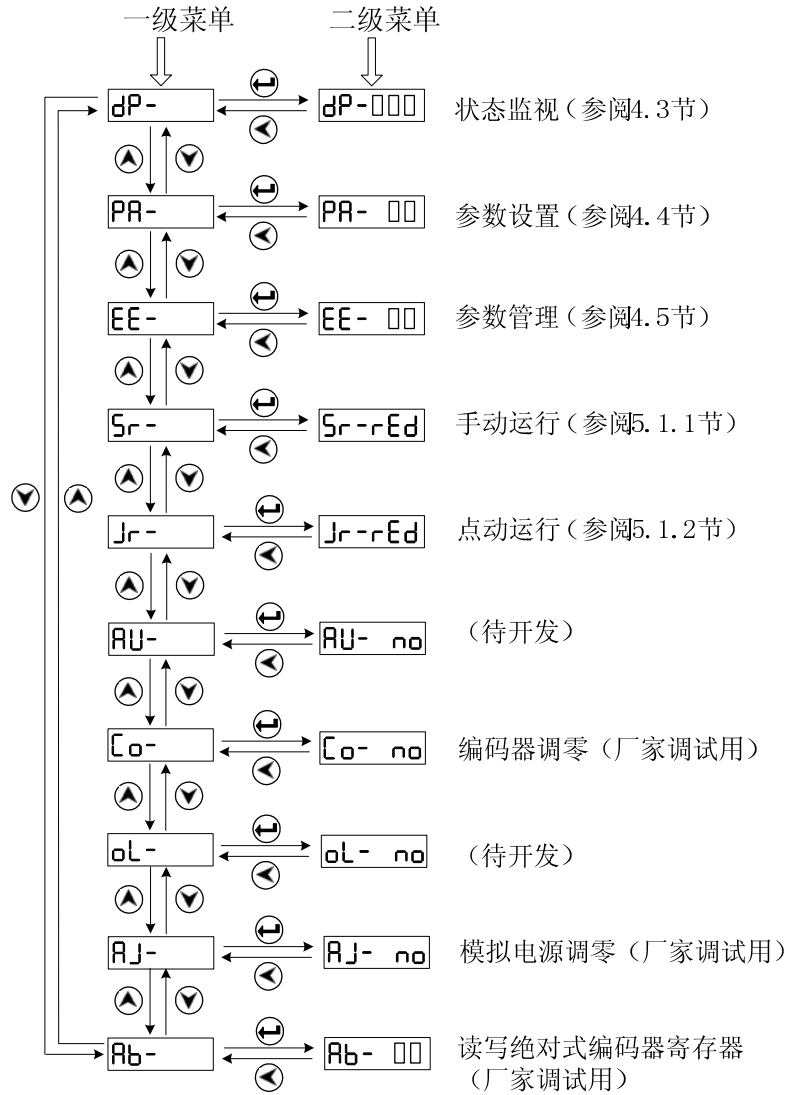 一级菜单 二级菜单
dP- dP-□□□ 状态监视（参阅4.3节）
PA- PA- □□ 参数设置（参阅4.4节）
EE- EE- □□ 参数管理（参阅4.5节）
Sr- Sr-rEd 手动运行（参阅5.1.1节）
Jr- Jr-rEd 点动运行（参阅5.1.2节）
AU- AU- no （待开发）
Co- Co- no 编码器调零（厂家调试用）
oL- oL- no （待开发）
AJ- AJ- no 模拟电源调零（厂家调试用）
Ab- Ab- □□ 读写绝对式编码器寄存器
（厂家调试用）